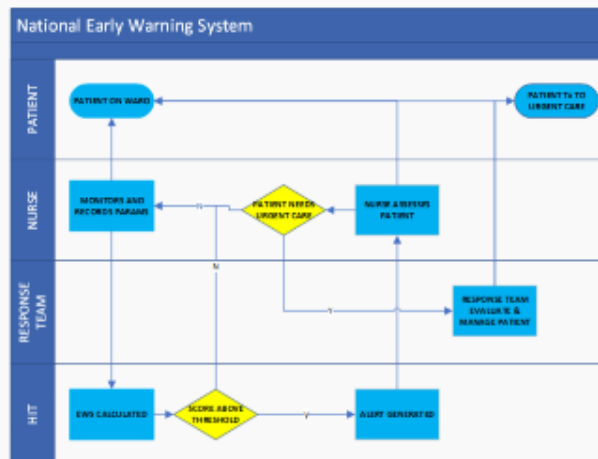 National Early Warning System
PATIENT
PATIENT ON WARD
PATIENT Tx TO
URGENT CARE
NURSE
MONITORS AND
RECORDS PARAMS
N
PATIENT NEEDS
URGENT CARE
NURSE ASSESSES
PATIENT
N
RESPONSE
TEAM
Y
RESPONSE TEAM
EVALUATE &
MANAGE PATIENT
HIT
EWS CALCULATED
SCORE ABOVE
THRESHOLD
Y
ALERT GENERATED